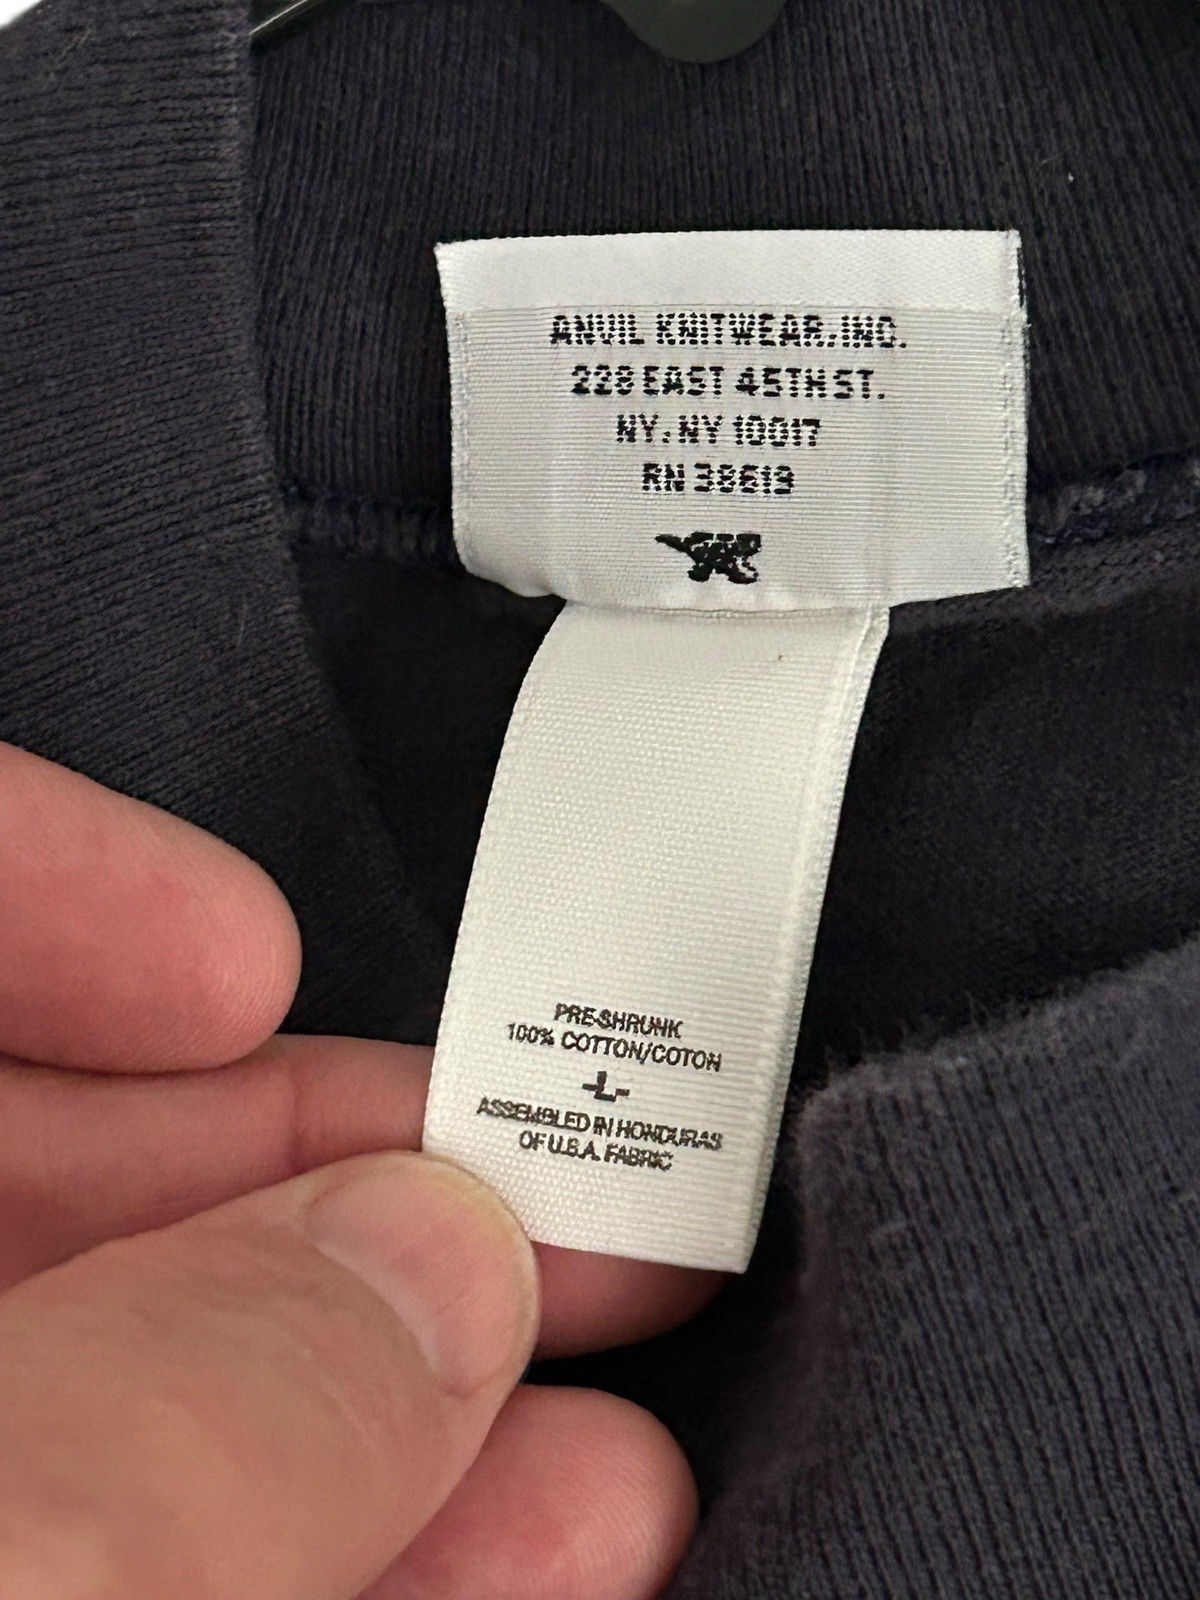 ANVIL KNITWEAR.INC.
228 EAST 45TH ST.
NY. NY 10017
RN 38619
PRE-SHRUNK
100% COTTON/COTON
-L-
ASSEMBLED IN HONDURAS
OF U.S.A. FABRIC